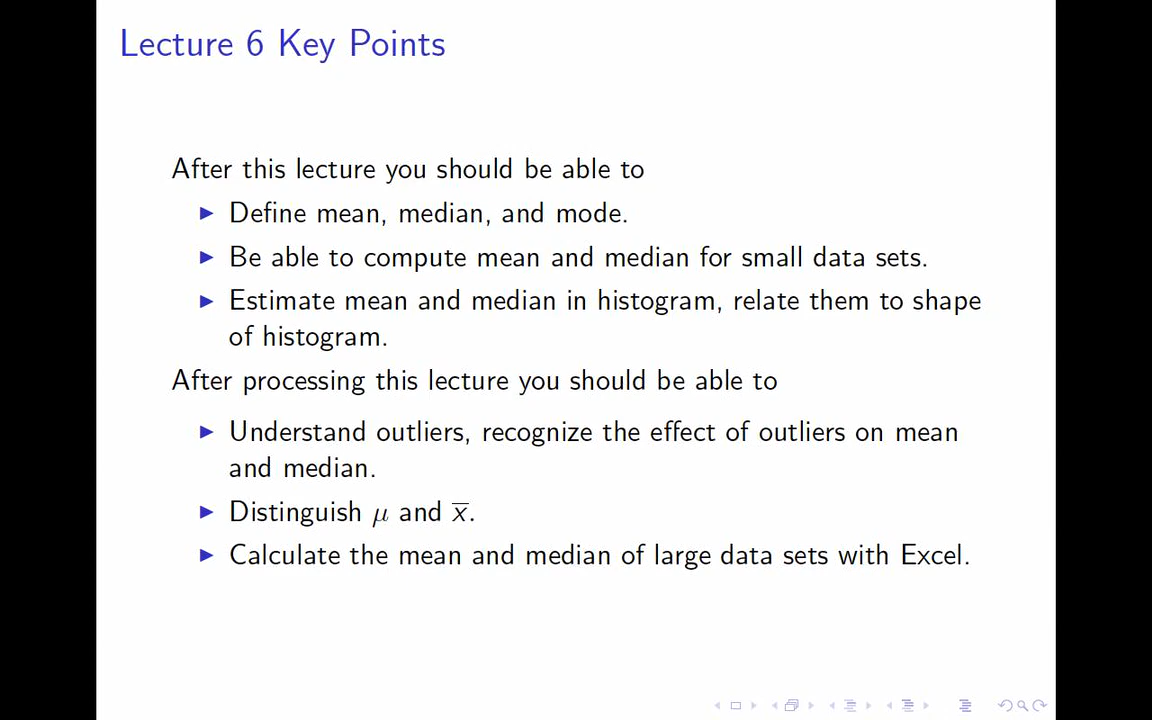 Lecture 6 Key Points
After this lecture you should be able to
▶ Define mean, median, and mode.
▶ Be able to compute mean and median for small data sets.
▶ Estimate mean and median in histogram, relate them to shape
of histogram.
After processing this lecture you should be able to
▶ Understand outliers, recognize the effect of outliers on mean
and median.
▶ Distinguish μ and x̅.
▶ Calculate the mean and median of large data sets with Excel.